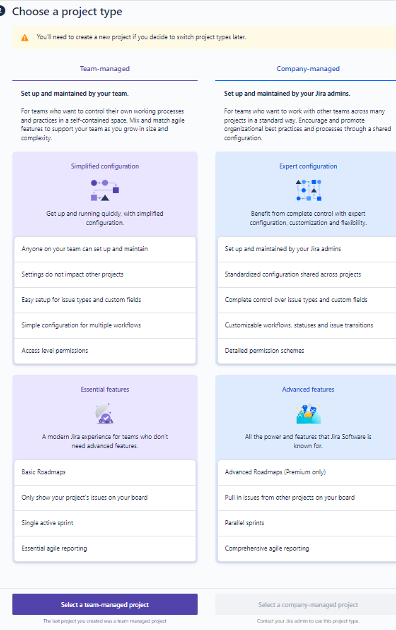 Choose a project type
You'll need to create a new project if you decide to switch project types later.
Team-managed
Set up and maintained by your team.
For teams who want to control their own working processes
and practices in a self-contained space. Mix and match agile
features to support your team as you grow in size and
complexity.
Simplified configuration
Get up and running quickly, with simplified
configuration.
Anyone on your team can set up and maintain
Settings do not impact other projects
Easy setup for issue types and custom fields
Simple configuration for multiple workflows
Access level permissions
Essential features
A modern Jira experience for teams who don't
need advanced features.
Basic Roadmaps
Only show your project's issues on your board
Single active sprint
Essential agile reporting
Select a team-managed project
The last project you created was a team managed project
Company-managed
Set up and maintained by your Jira admins.
For teams who want to work with other teams across many
projects in a standard way. Encourage and promote
organizational best practices and processes through a shared
configuration.
Expert configuration
Benefit from complete control with expert
configuration, customization and flexibility.
Set up and maintained by your Jira admins
Standardized configuration shared across projects
Complete control over issue types and custom fields
Customizable workflows, statuses and issue transitions
Detailed permission schemes
Advanced features
All the power and features that Jira Software is
known for.
Advanced Roadmaps (Premium only)
Pull in issues from other projects on your board
Parallel sprints
Comprehensive agile reporting
Select a company-managed project
Contact your Jira admin to use this project type.